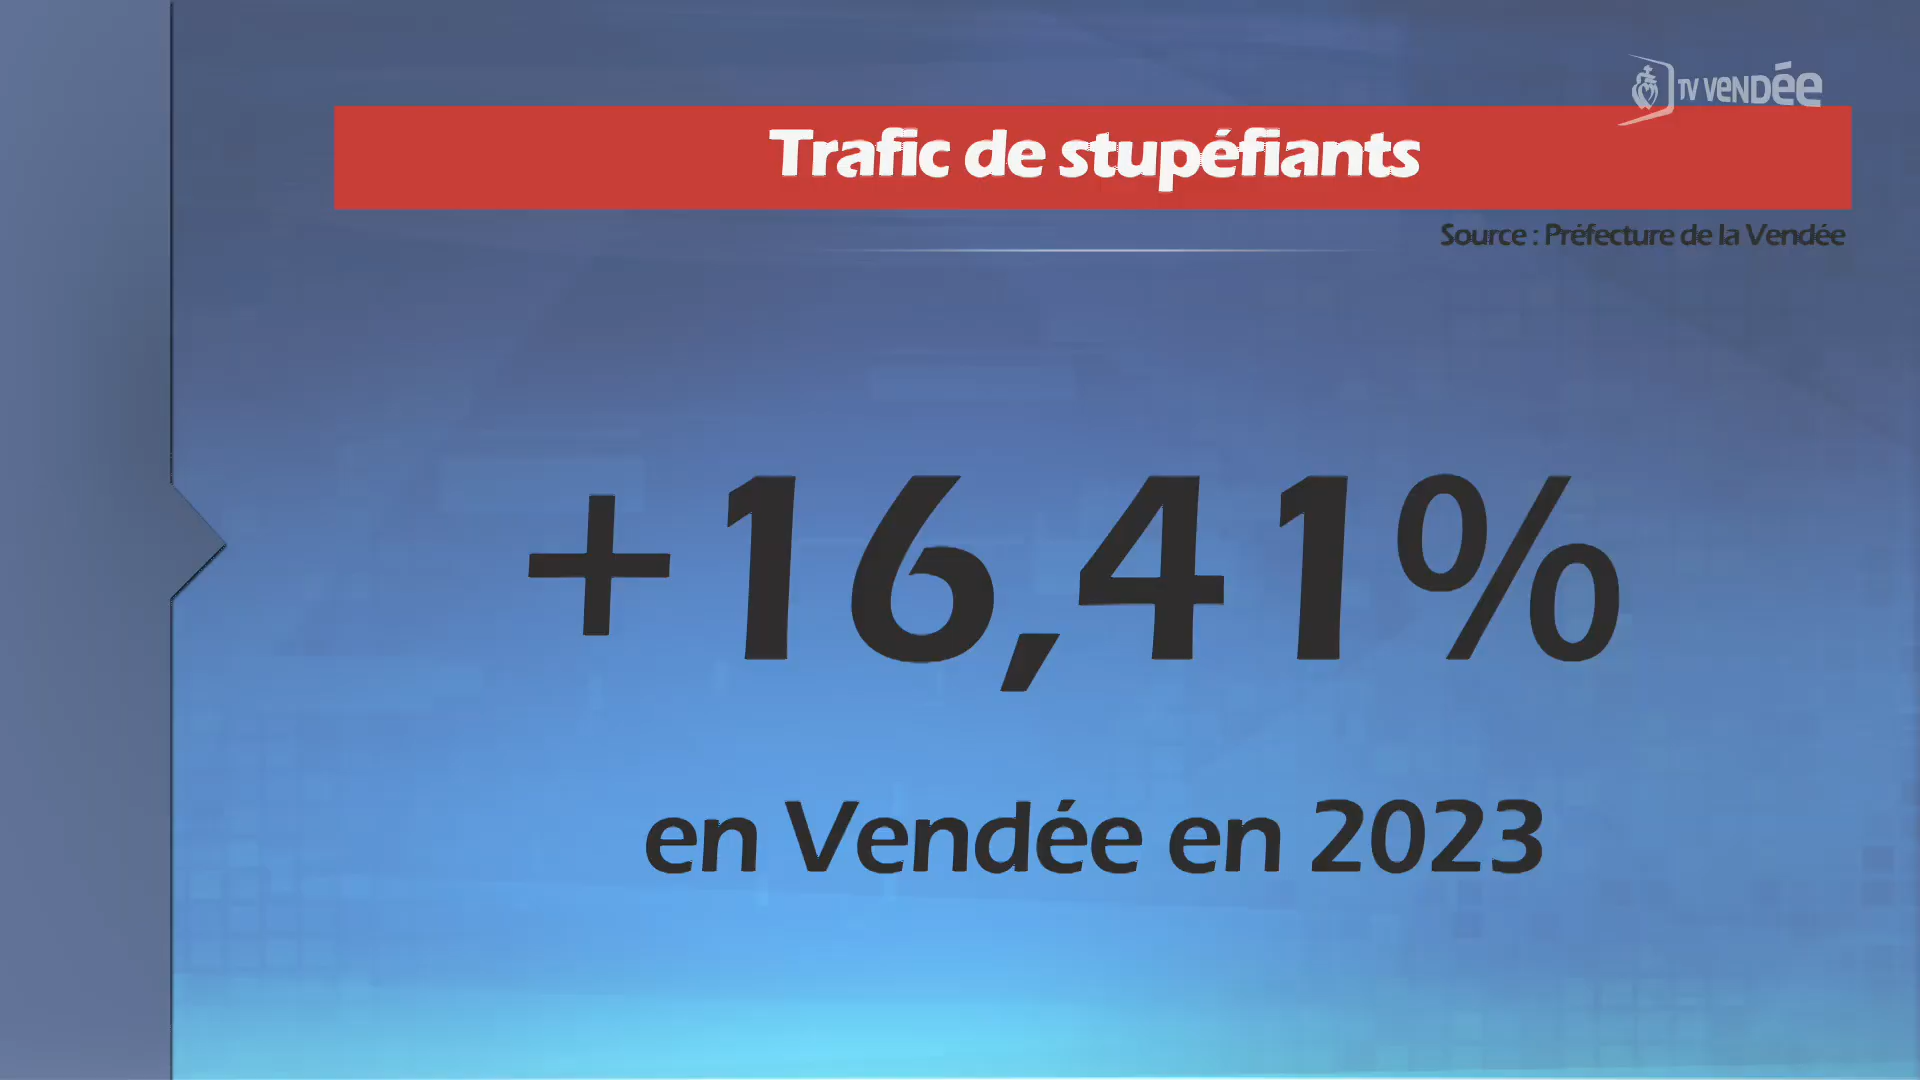 TV VENDÉE
Trafic de stupéfiants
Source : Préfecture de la Vendée
+16,41%
en Vendée en 2023